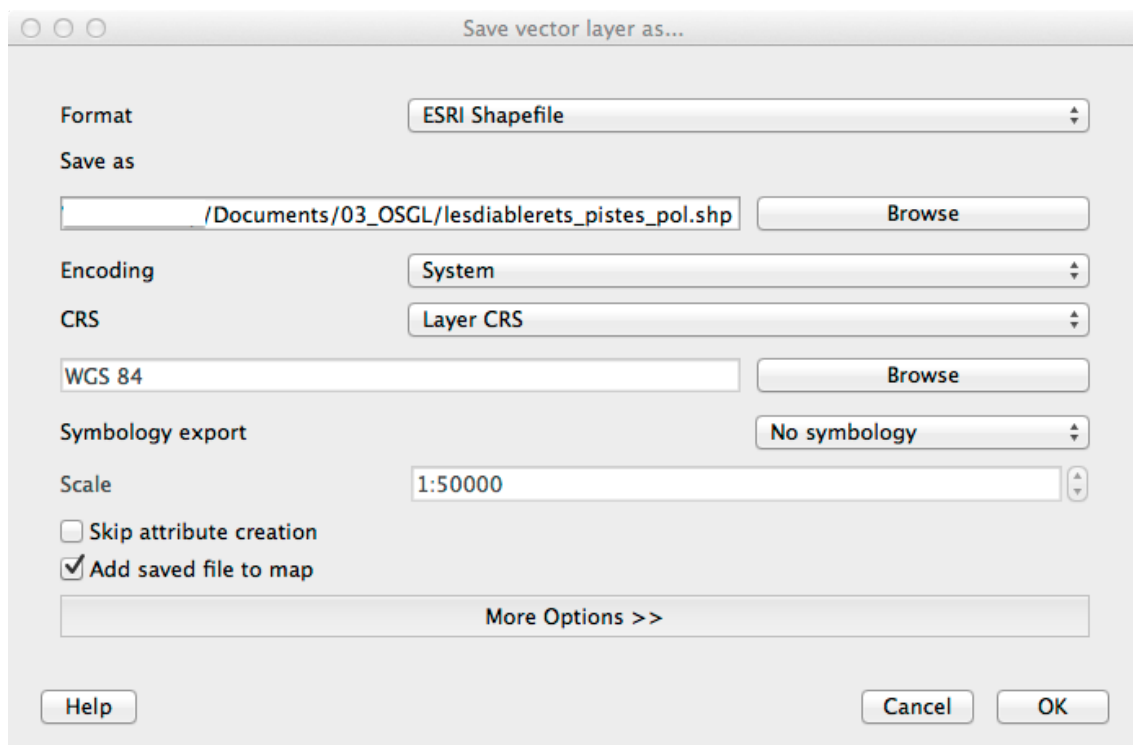 Save vector layer as...
Format ESRI Shapefile
Save as
/Documents/03_OSGL/lesdiablerets_pistes_pol.shp Browse
Encoding System
CRS Layer CRS
WGS 84 Browse
Symbology export No symbology
Scale 1:50000
Skip attribute creation
Add saved file to map
More Options >>
Help Cancel OK